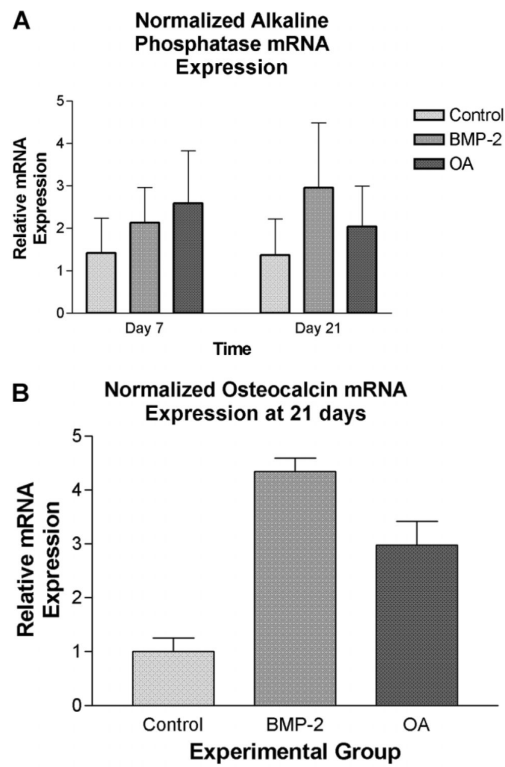 A
Normalized Alkaline
Phosphatase mRNA
Expression
Relative mRNA
Expression
5
4
3
2
1
0
Control
BMP-2
OA
Day 7
Day 21
Time
B
Normalized Osteocalcin mRNA
Expression at 21 days
Relative mRNA
Expression
5
4
3
2
1
0
Control
BMP-2
OA
Experimental Group